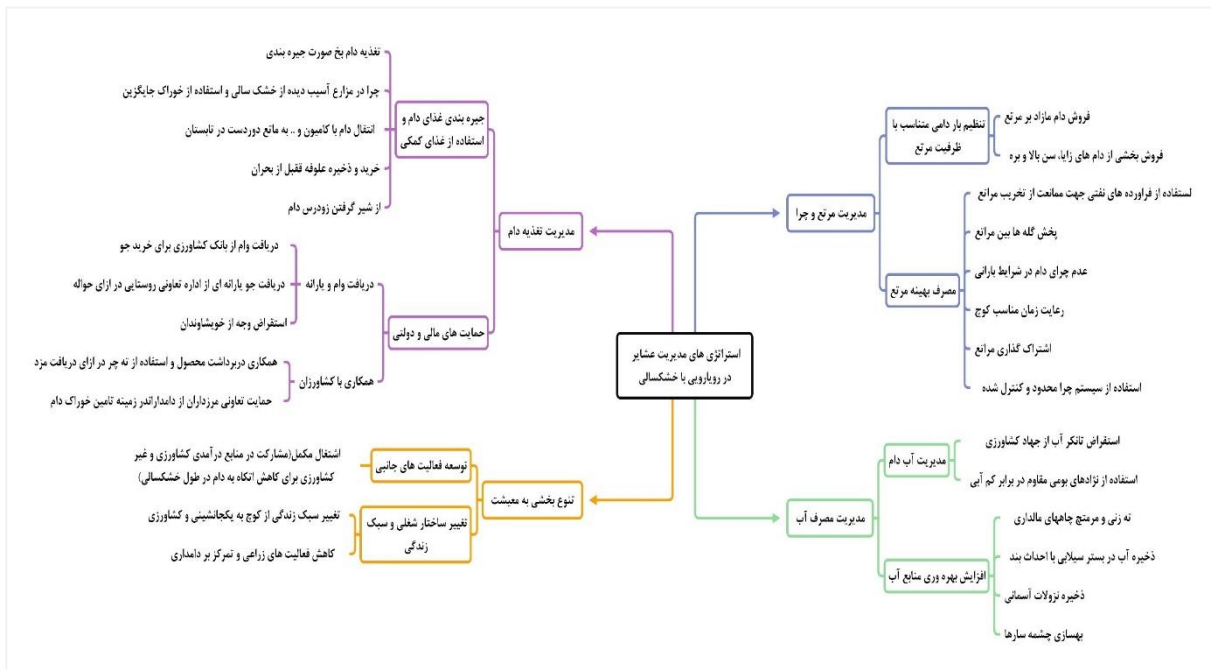 استراتژی های مدیریت عشایر
در رویارویی با خشکسالی
مدیریت مرتع و چرا
تنظیم بار دامی متناسب با
ظرفیت مرتع
فروش دام مازاد بر مرتع
فروش بخشی از دام های زایا، سن بالا و بره
مصرف بهینه مرتع
لستفاده از فراورده های نفتی جهت ممانعت از تخریب مراتع
پخش گله ها بین مراتع
عدم چرای دام در شرایط بارانی
رعایت زمان مناسب کوچ
اشتراک گذاری مراتع
استفاده از سیستم چرا محدود و کنترل شده
مدیریت مصرف آب
مدیریت آب دام
استقراض تانکر آب از جهاد کشاورزی
استفاده از نژادهای بومی مقاوم در برابر کم آبی
افزایش بهره وری منابع آب
ته زنی و مرمتچ چاههای مالداری
ذخیره آب در بستر سیلابی با احداث بند
ذخیره نزولات آسمانی
بهسازی چشمه سارها
مدیریت تغذیه دام
جیره بندی غذای دام و
استفاده از غذای کمکی
تغذیه دام بخ صورت جیره بندی
چرا در مزارع آسیب دیده از خشک سالی و استفاده از خوراک جایگزین
انتقال دام با کامیون و .. به ماتع دوردست در تابستان
خرید و ذخیره علوفه ققبل از بحران
از شیر گرفتن زودرس دام
حمایت های مالی و دولتی
دریافت وام و یارانه
دریافت وام از بانک کشاورزی برای خرید جو
دریافت جو یارانه ای از اداره تعاونی روستایی در ازای حواله
استقراض وجه از خویشاوندان
همکاری با کشاورزان
همکاری دربرداشت محصول و استفاده از ته چر در ازای دریافت مزد
حمایت تعاونی مرزداران از دامداراندر زمینه تامین خوراک دام
تنوع بخشی به معیشت
توسعه فعالیت های جانبی
اشتغال مکمل(مشارکت در منابع درآمدی کشاورزی و غیر
کشاورزی برای کاهش اتکاه به دام در طول خشکسالی)
تغییر ساختار شغلی و سبک
زندگی
تغییر سبک زندگی از کوچ به یکجانشینی و کشاورزی
کاهش فعالیت های زراعی و تمرکز بر دامداری